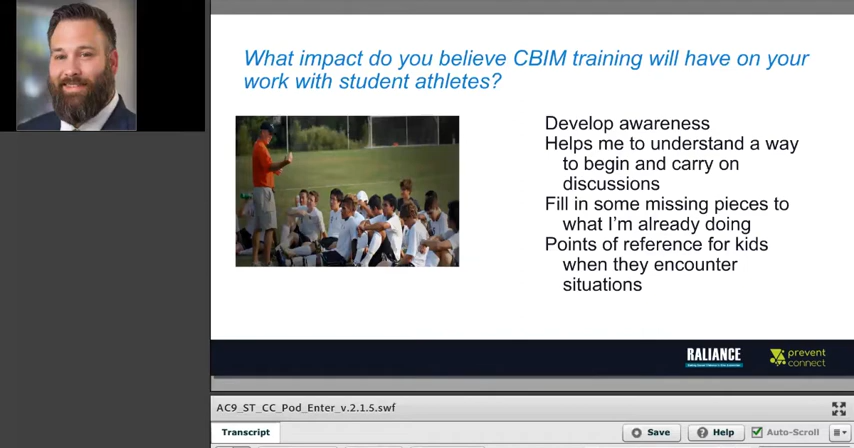 What impact do you believe CBIM training will have on your
work with student athletes?
Develop awareness
Helps me to understand a way
to begin and carry on
discussions
Fill in some missing pieces to
what I'm already doing
Points of reference for kids
when they encounter
situations
RALIANCE
prevent
connect
AC9_ST_CC_Pod_Enter_v.2.1.5.swf
Transcript
Save
Help
Auto-Scroll